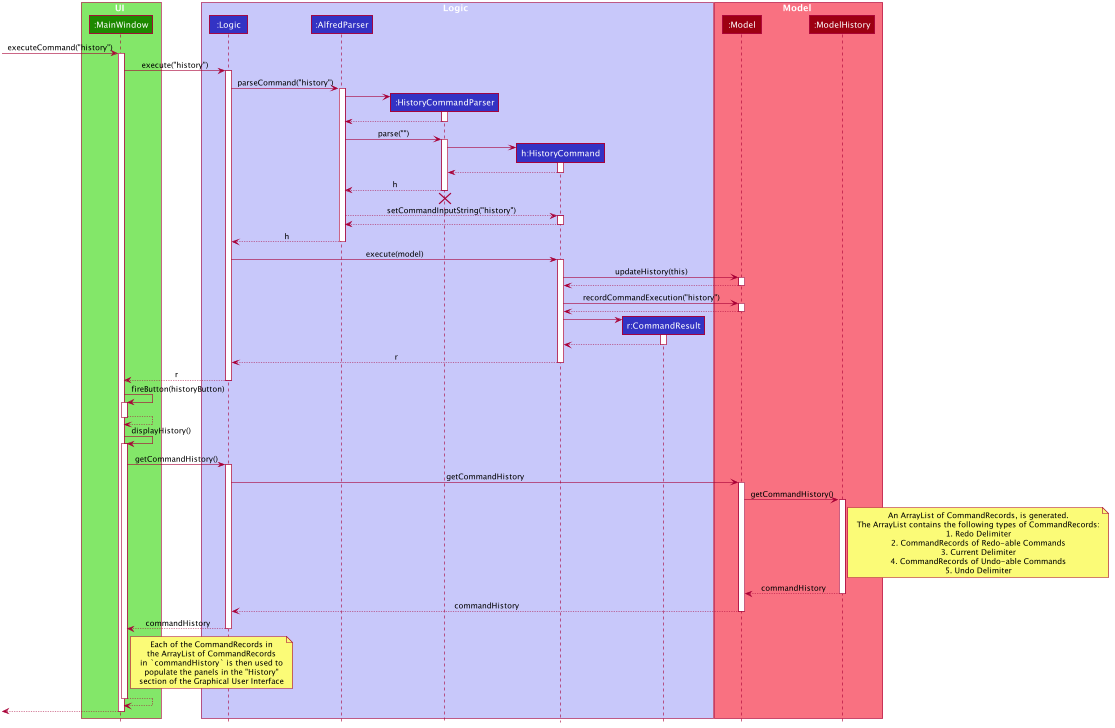 UI
Logic
Model
:MainWindow
:Logic
:AlfredParser
:Model
:ModelHistory
executeCommand("history")
execute("history")
parseCommand("history")
:HistoryCommandParser
parse("")
h:HistoryCommand
h
setCommandInputString("history")
h
execute(model)
updateHistory(this)
recordCommandExecution("history")
r:CommandResult
r
r
fireButton(historyButton)
displayHistory()
getCommandHistory()
getCommandHistory
getCommandHistory()
An ArrayList of CommandRecords, is generated.
The ArrayList contains the following types of CommandRecords:
1. Redo Delimiter
2. CommandRecords of Redo-able Commands
3. Current Delimiter
4. CommandRecords of Undo-able Commands
5. Undo Delimiter
commandHistory
commandHistory
commandHistory
Each of the CommandRecords in
the ArrayList of CommandRecords
in `commandHistory` is then used to
populate the panels in the "History"
section of the Graphical User Interface